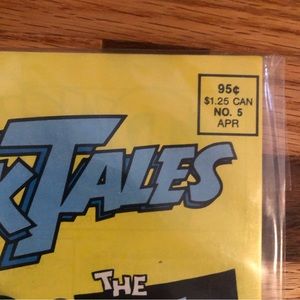 95¢
$1.25 CAN
NO. 5
APR
KTALES
THE